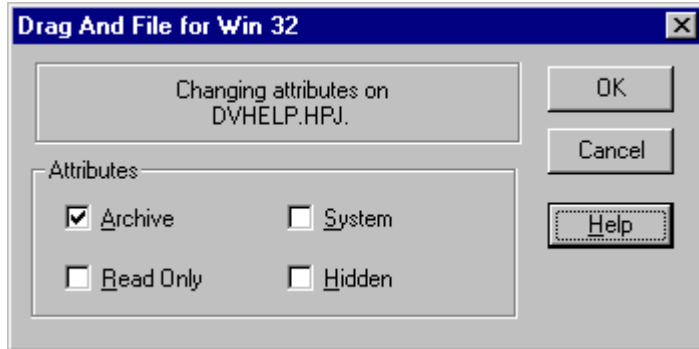 Drag And File for Win 32
Changing attributes on
DVHELP.HPJ.
OK
Cancel
Attributes
Archive
System
Help
Read Only
Hidden